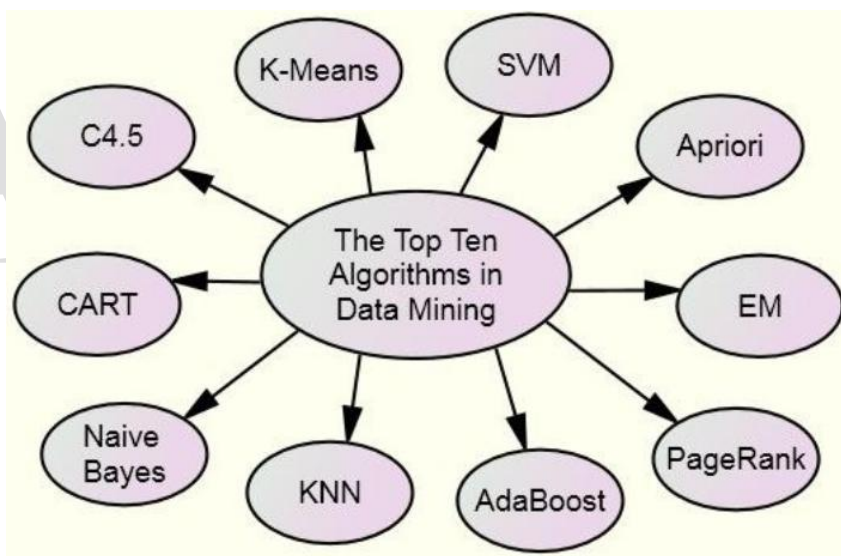 K-Means
SVM
C4.5
Apriori
The Top Ten
Algorithms in
Data Mining
CART
EM
Naive
Bayes
KNN
AdaBoost
PageRank